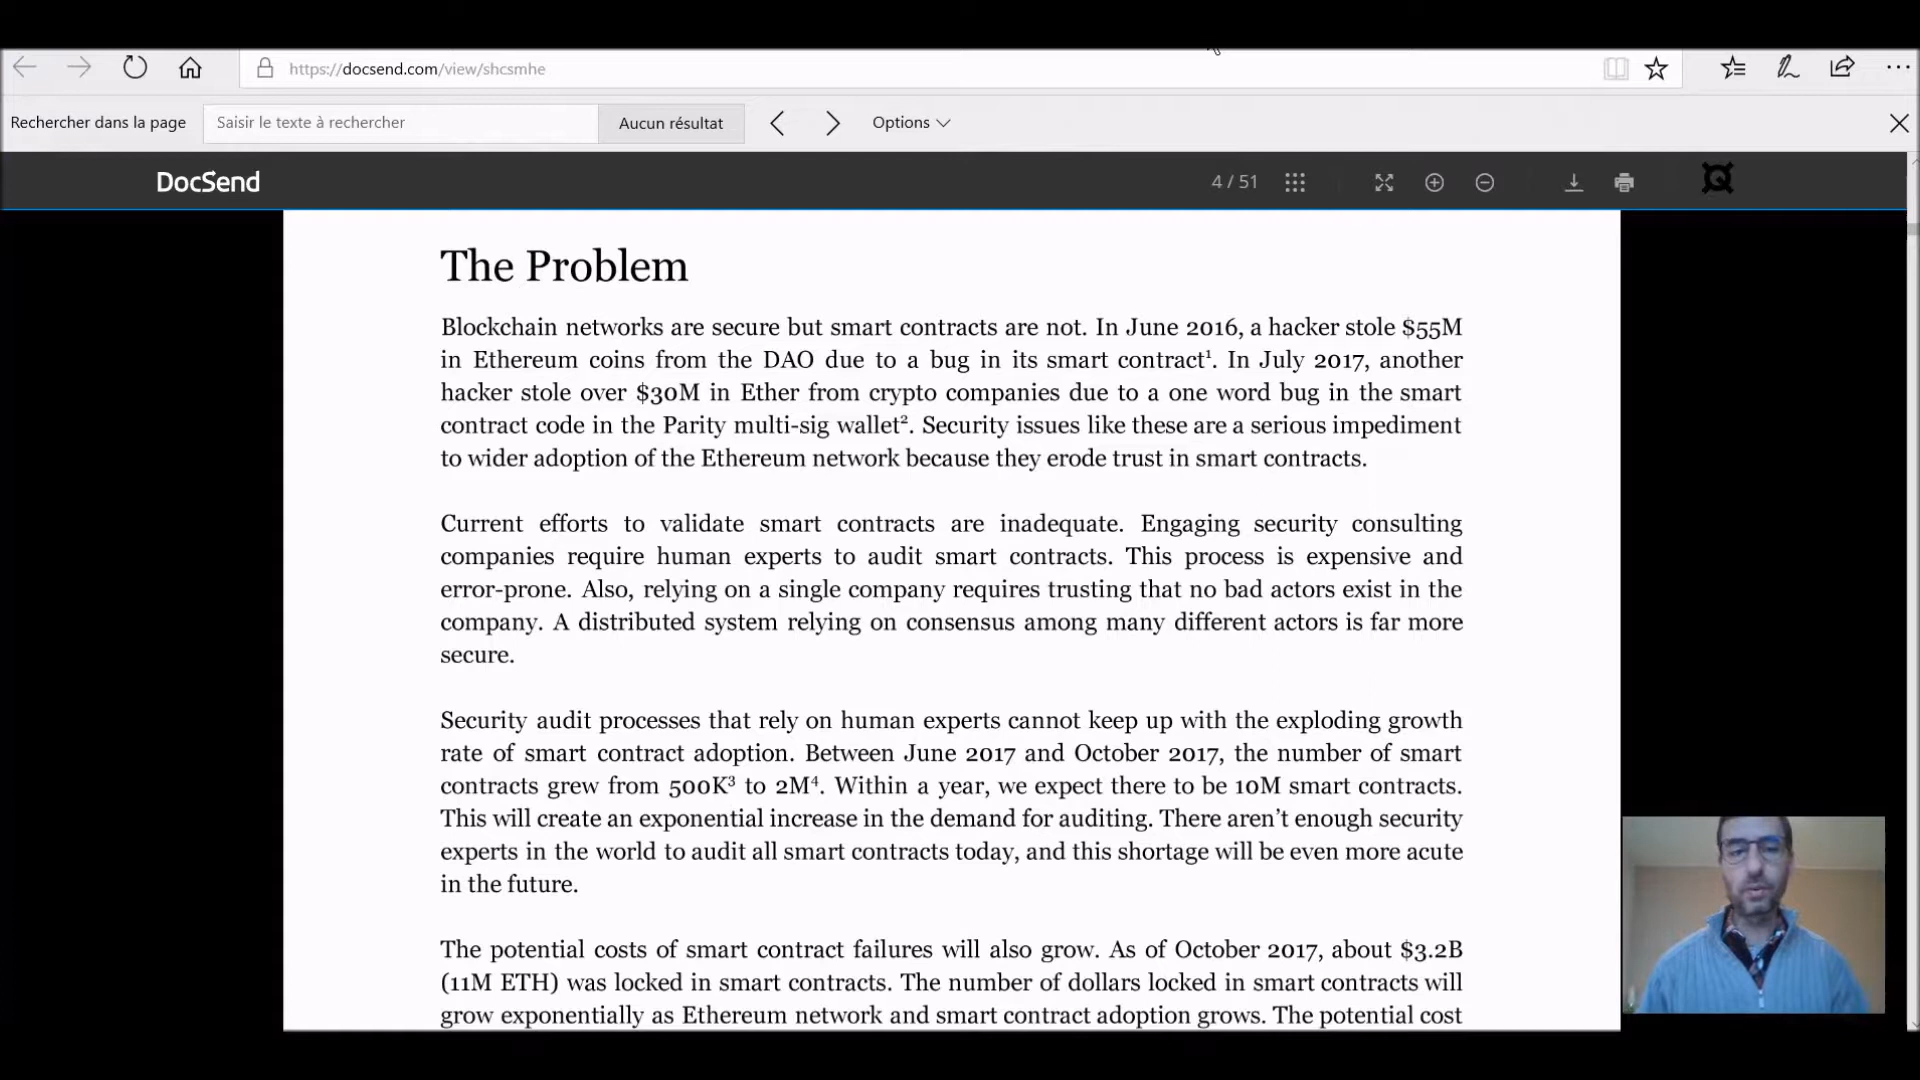 https://docsend.com/view/shcsmhe
Rechercher dans la page
Saisir le texte à rechercher
Aucun résultat
Options
DocSend
4 / 51
The Problem
Blockchain networks are secure but smart contracts are not. In June 2016, a hacker stole $55M
in Ethereum coins from the DAO due to a bug in its smart contract¹. In July 2017, another
hacker stole over $30M in Ether from crypto companies due to a one word bug in the smart
contract code in the Parity multi-sig wallet². Security issues like these are a serious impediment
to wider adoption of the Ethereum network because they erode trust in smart contracts.
Current efforts to validate smart contracts are inadequate. Engaging security consulting
companies require human experts to audit smart contracts. This process is expensive and
error-prone. Also, relying on a single company requires trusting that no bad actors exist in the
company. A distributed system relying on consensus among many different actors is far more
secure.
Security audit processes that rely on human experts cannot keep up with the exploding growth
rate of smart contract adoption. Between June 2017 and October 2017, the number of smart
contracts grew from 500K³ to 2M⁴. Within a year, we expect there to be 10M smart contracts.
This will create an exponential increase in the demand for auditing. There aren’t enough security
experts in the world to audit all smart contracts today, and this shortage will be even more acute
in the future.
The potential costs of smart contract failures will also grow. As of October 2017, about $3.2B
(11M ETH) was locked in smart contracts. The number of dollars locked in smart contracts will
grow exponentially as Ethereum network and smart contract adoption grows. The potential cost